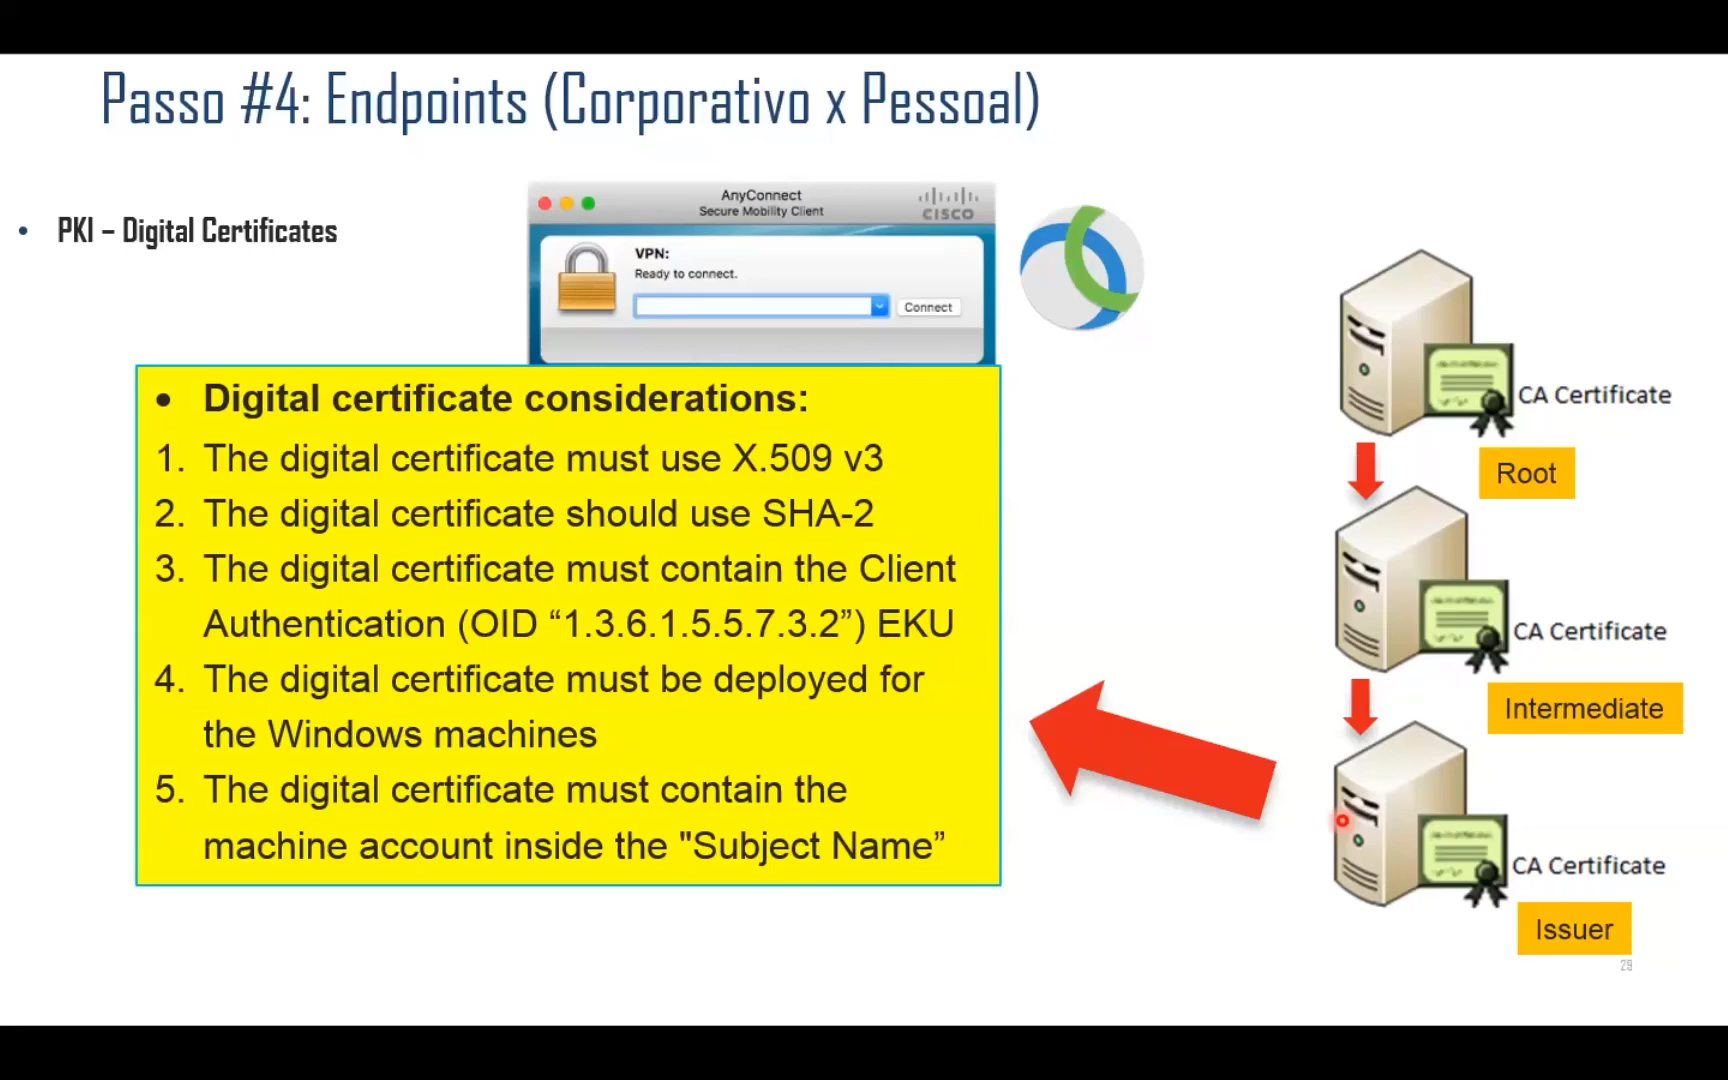 Passo #4: Endpoints (Corporativo x Pessoal)
• PKI – Digital Certificates
AnyConnect
Secure Mobility Client
CISCO
VPN:
Ready to connect.
Connect
• Digital certificate considerations:
1. The digital certificate must use X.509 v3
2. The digital certificate should use SHA-2
3. The digital certificate must contain the Client
Authentication (OID “1.3.6.1.5.5.7.3.2”) EKU
4. The digital certificate must be deployed for
the Windows machines
5. The digital certificate must contain the
machine account inside the "Subject Name”
CA Certificate
Root
CA Certificate
Intermediate
CA Certificate
Issuer
29